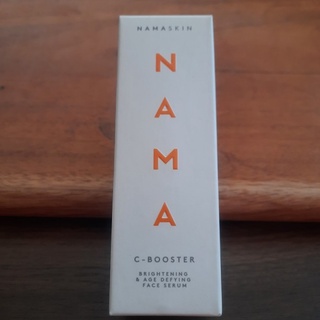 NAMASKIN
N
A
M
A
C-BOOSTER
BRIGHTENING
& AGE DEFYING
FACE SERUM